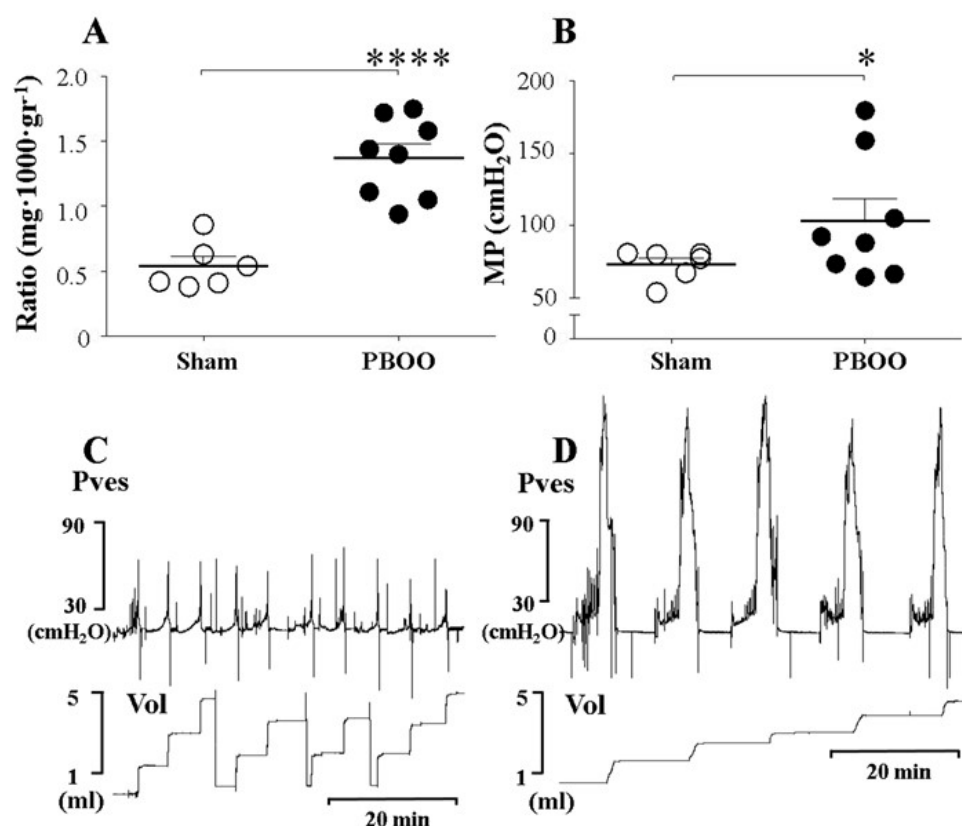 A
****
Ratio (mg·1000·gr⁻¹)
2.0
1.5
1.0
0.5
0
Sham PBOO
B
*
MP (cmH₂O)
200
150
100
50
0
Sham PBOO
C
Pves
90
30
(cmH₂O)
5
Vol
1
(ml)
20 min
D
Pves
90
30
(cmH₂O)
5
Vol
1
(ml)
20 min